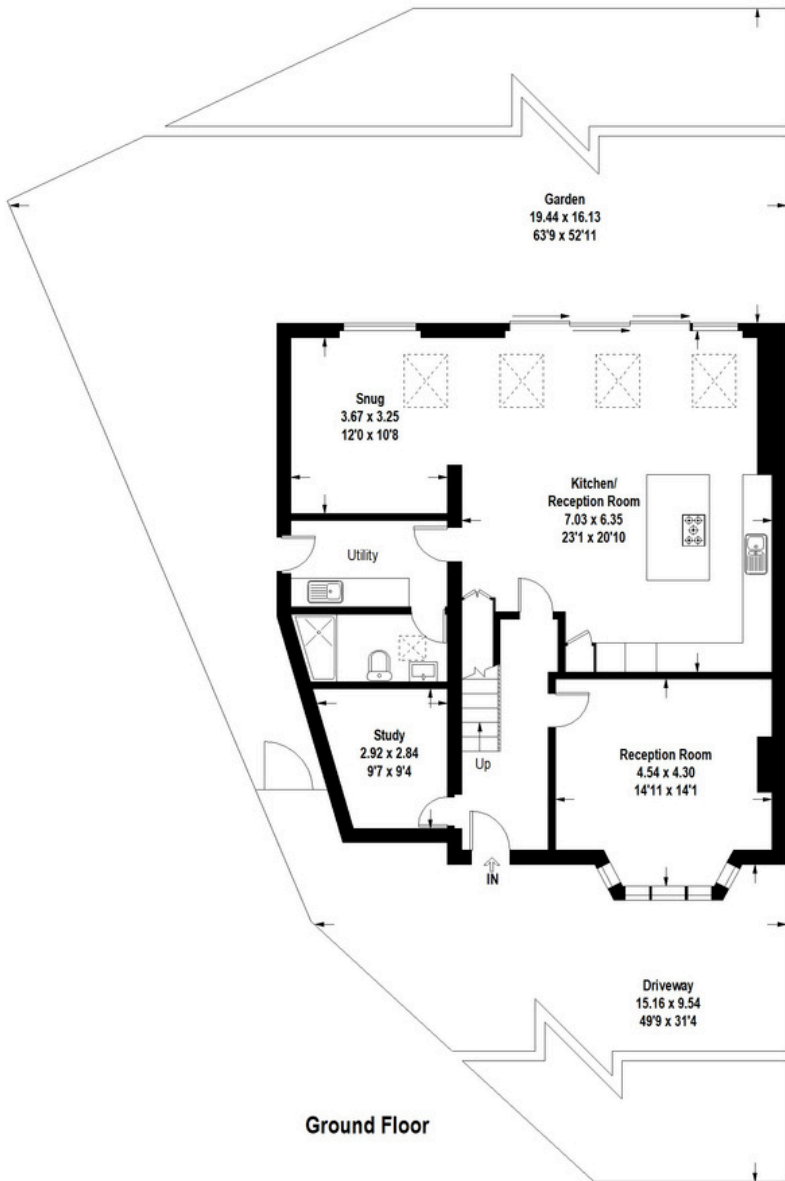 Garden
19.44 x 16.13
63'9 x 52'11
Snug
3.67 x 3.25
12'0 x 10'8
Kitchen/
Reception Room
7.03 x 6.35
23'1 x 20'10
Utility
Study
2.92 x 2.84
9'7 x 9'4
Up
Reception Room
4.54 x 4.30
14'11 x 14'1
IN
Driveway
15.16 x 9.54
49'9 x 31'4
Ground Floor